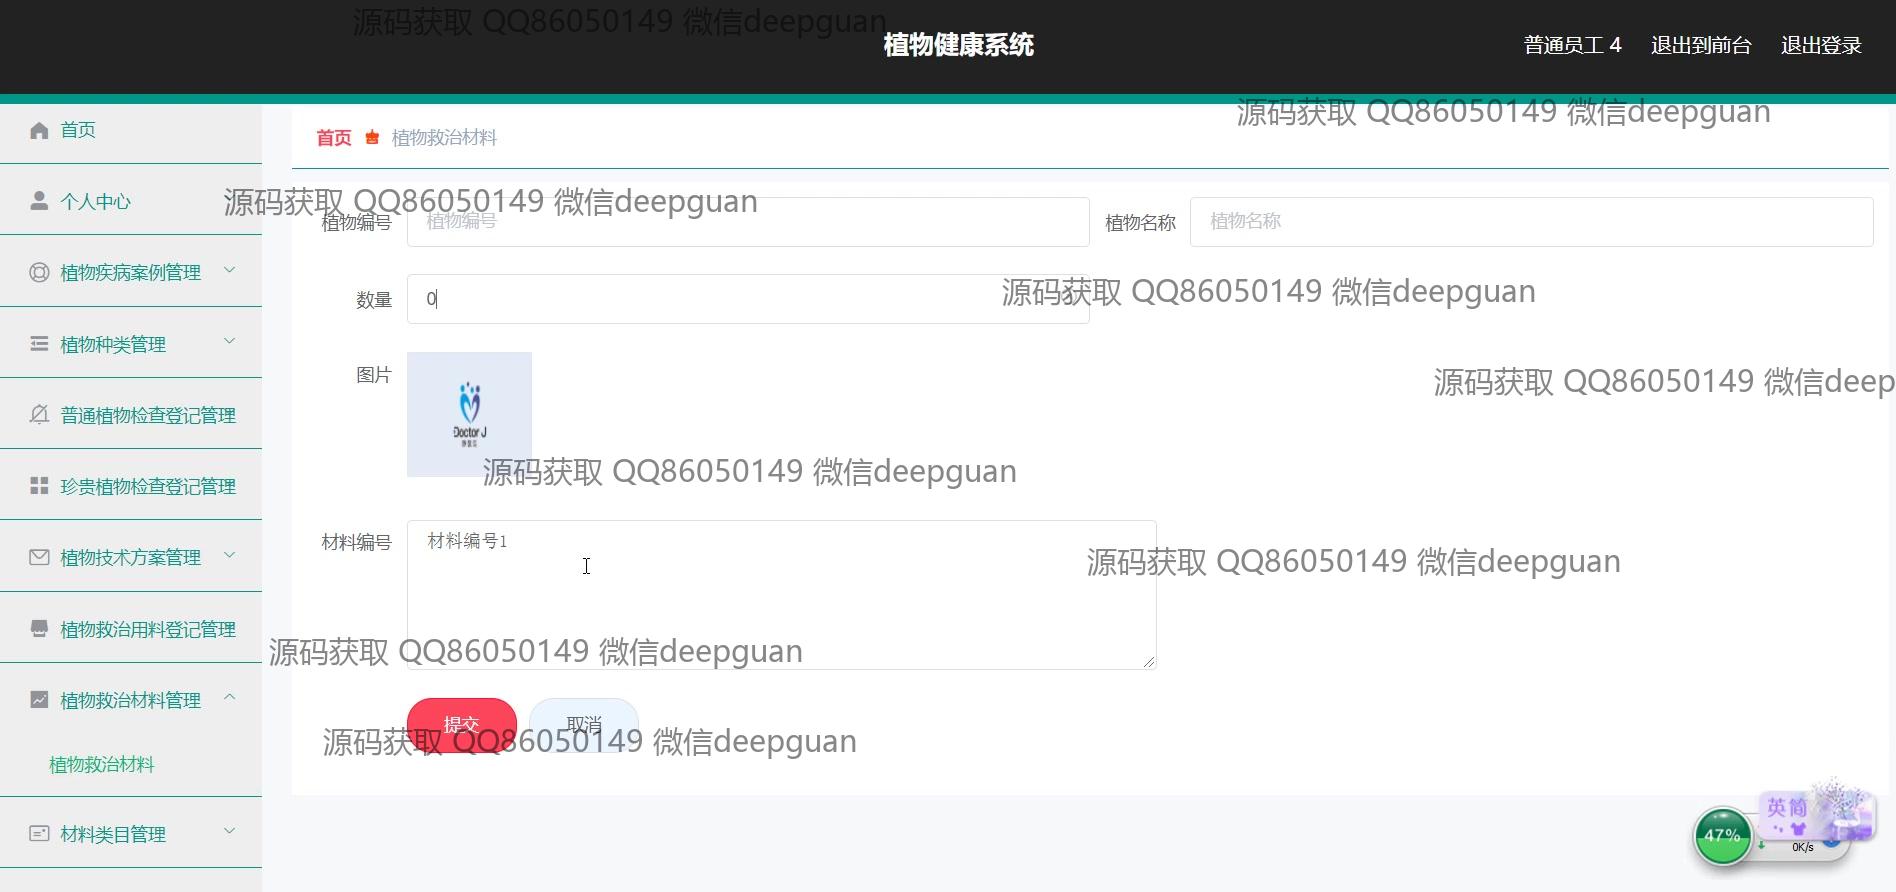 源码获取 QQ86050149 微信deepguan
植物健康系统
普通员工 4 退出到前台 退出登录
源码获取 QQ86050149 微信deepguan
首页
首页 植物救治材料
个人中心
源码获取 QQ86050149 微信deepguan
植物编号 植物编号 植物名称 植物名称
植物疾病案例管理
数量 0
源码获取 QQ86050149 微信deepguan
植物种类管理
图片
源码获取 QQ86050149 微信deep
普通植物检查登记管理
Doctor J
源码获取 QQ86050149 微信deepguan
珍贵植物检查登记管理
材料编号 材料编号1
植物技术方案管理
源码获取 QQ86050149 微信deepguan
植物救治用料登记管理
源码获取 QQ86050149 微信deepguan
植物救治材料管理
提交 取消
源码获取 QQ86050149 微信deepguan
植物救治材料
英简
材料类目管理
47%
0K/s